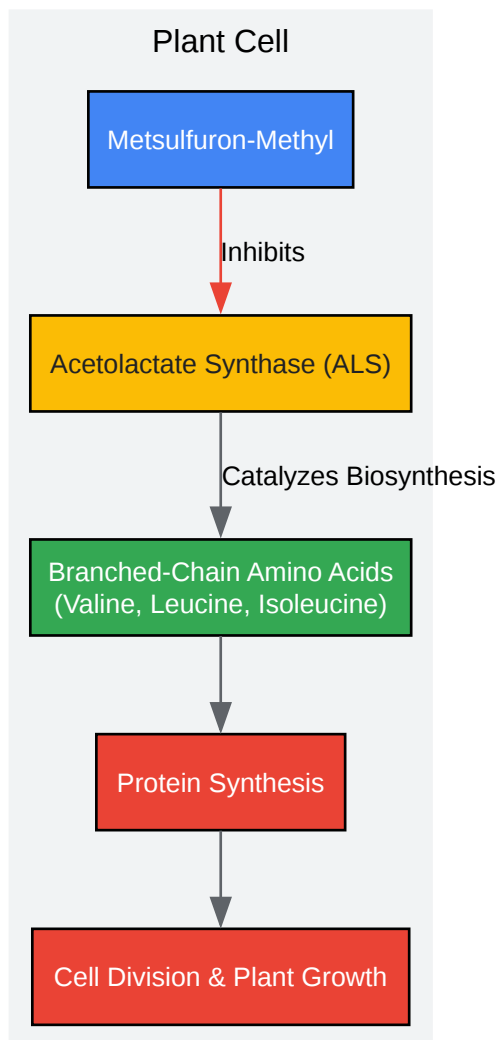 Plant Cell
Metsulfuron-Methyl
Inhibits
Acetolactate Synthase (ALS)
Catalyzes Biosynthesis
Branched-Chain Amino Acids
(Valine, Leucine, Isoleucine)
Protein Synthesis
Cell Division & Plant Growth